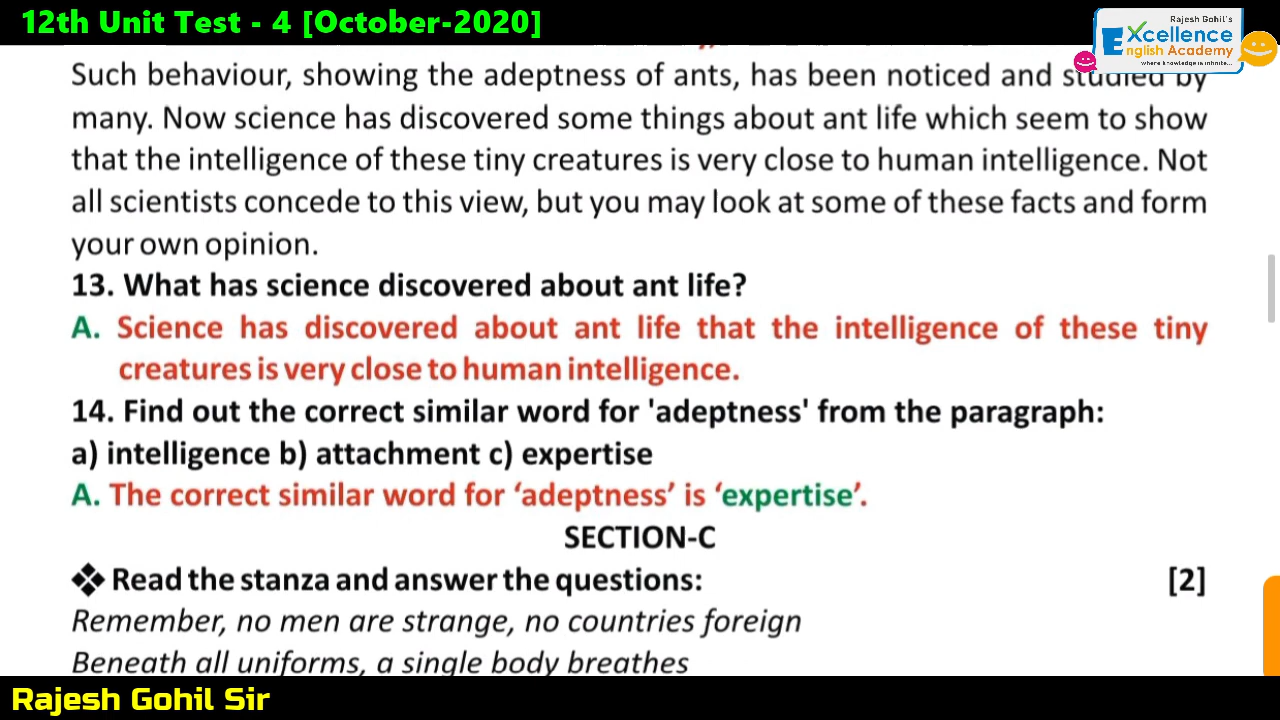 12th Unit Test - 4 [October-2020]
Rajesh Gohil's
Excellence
English Academy
where knowledge is infinite...
Such behaviour, showing the adeptness of ants, has been noticed and studied by
many. Now science has discovered some things about ant life which seem to show
that the intelligence of these tiny creatures is very close to human intelligence. Not
all scientists concede to this view, but you may look at some of these facts and form
your own opinion.
13. What has science discovered about ant life?
A. Science has discovered about ant life that the intelligence of these tiny
creatures is very close to human intelligence.
14. Find out the correct similar word for 'adeptness' from the paragraph:
a) intelligence b) attachment c) expertise
A. The correct similar word for ‘adeptness’ is ‘expertise’.
SECTION-C
❖ Read the stanza and answer the questions: [2]
Remember, no men are strange, no countries foreign
Beneath all uniforms, a single body breathes
Rajesh Gohil Sir